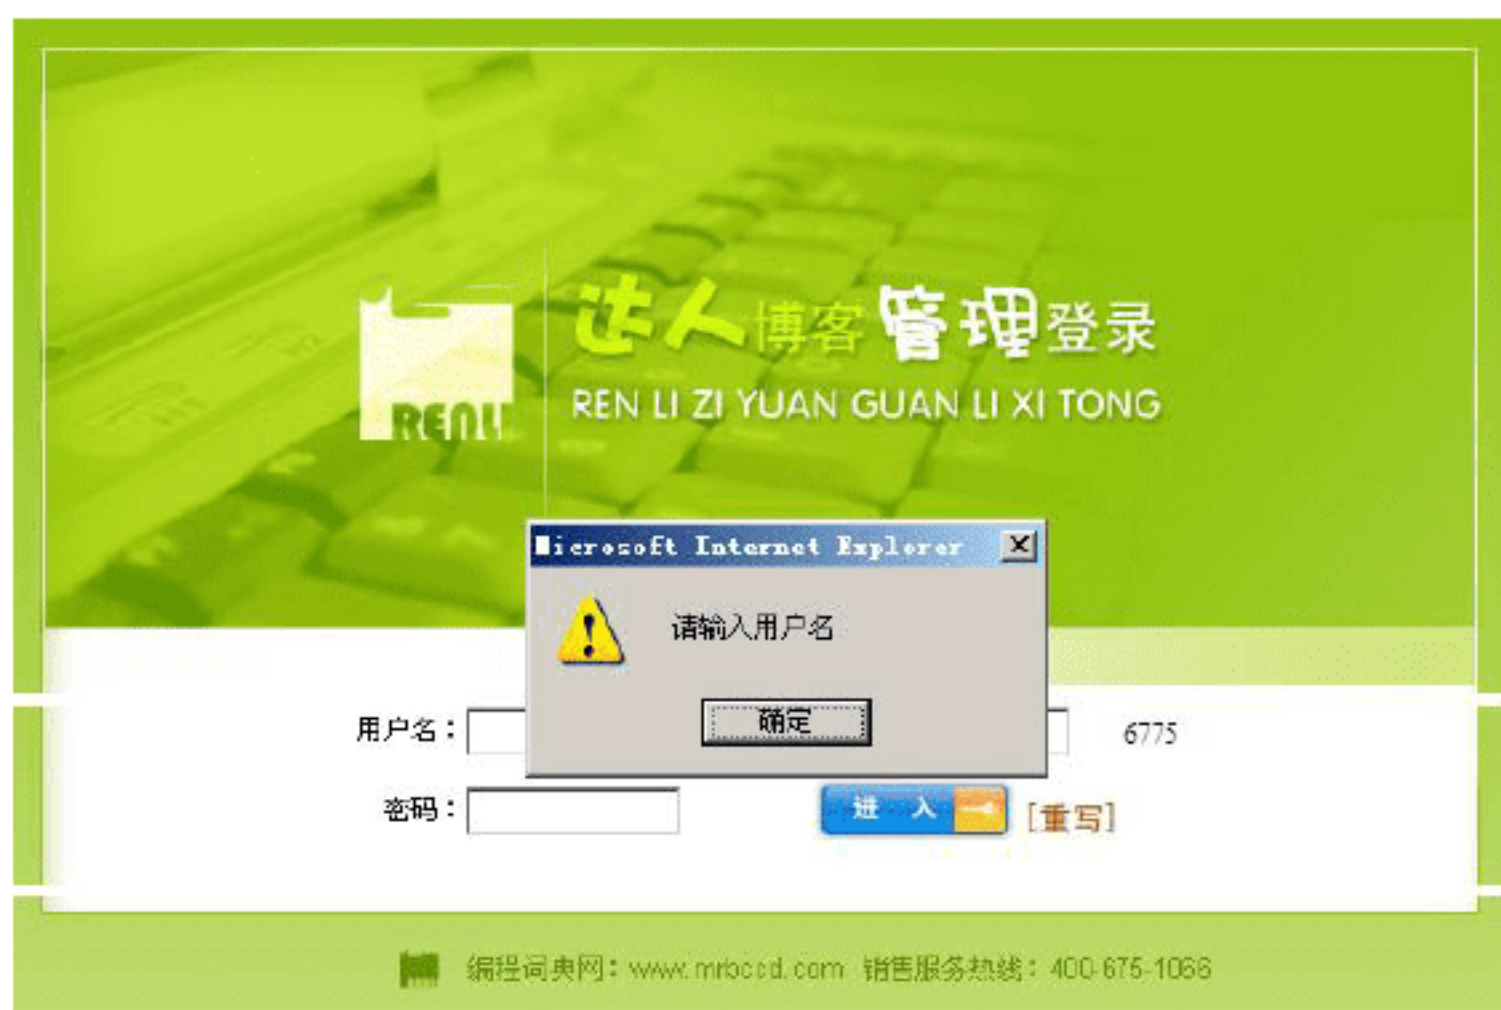 达人博客管理登录
REN LI ZI YUAN GUAN LI XI TONG
RENLI
Microsoft Internet Explorer
请输入用户名
确定
用户名： 6775
密码： 进 入 [重写]
编程词典网：www.mrbccd.com 销售服务热线：400-675-1066